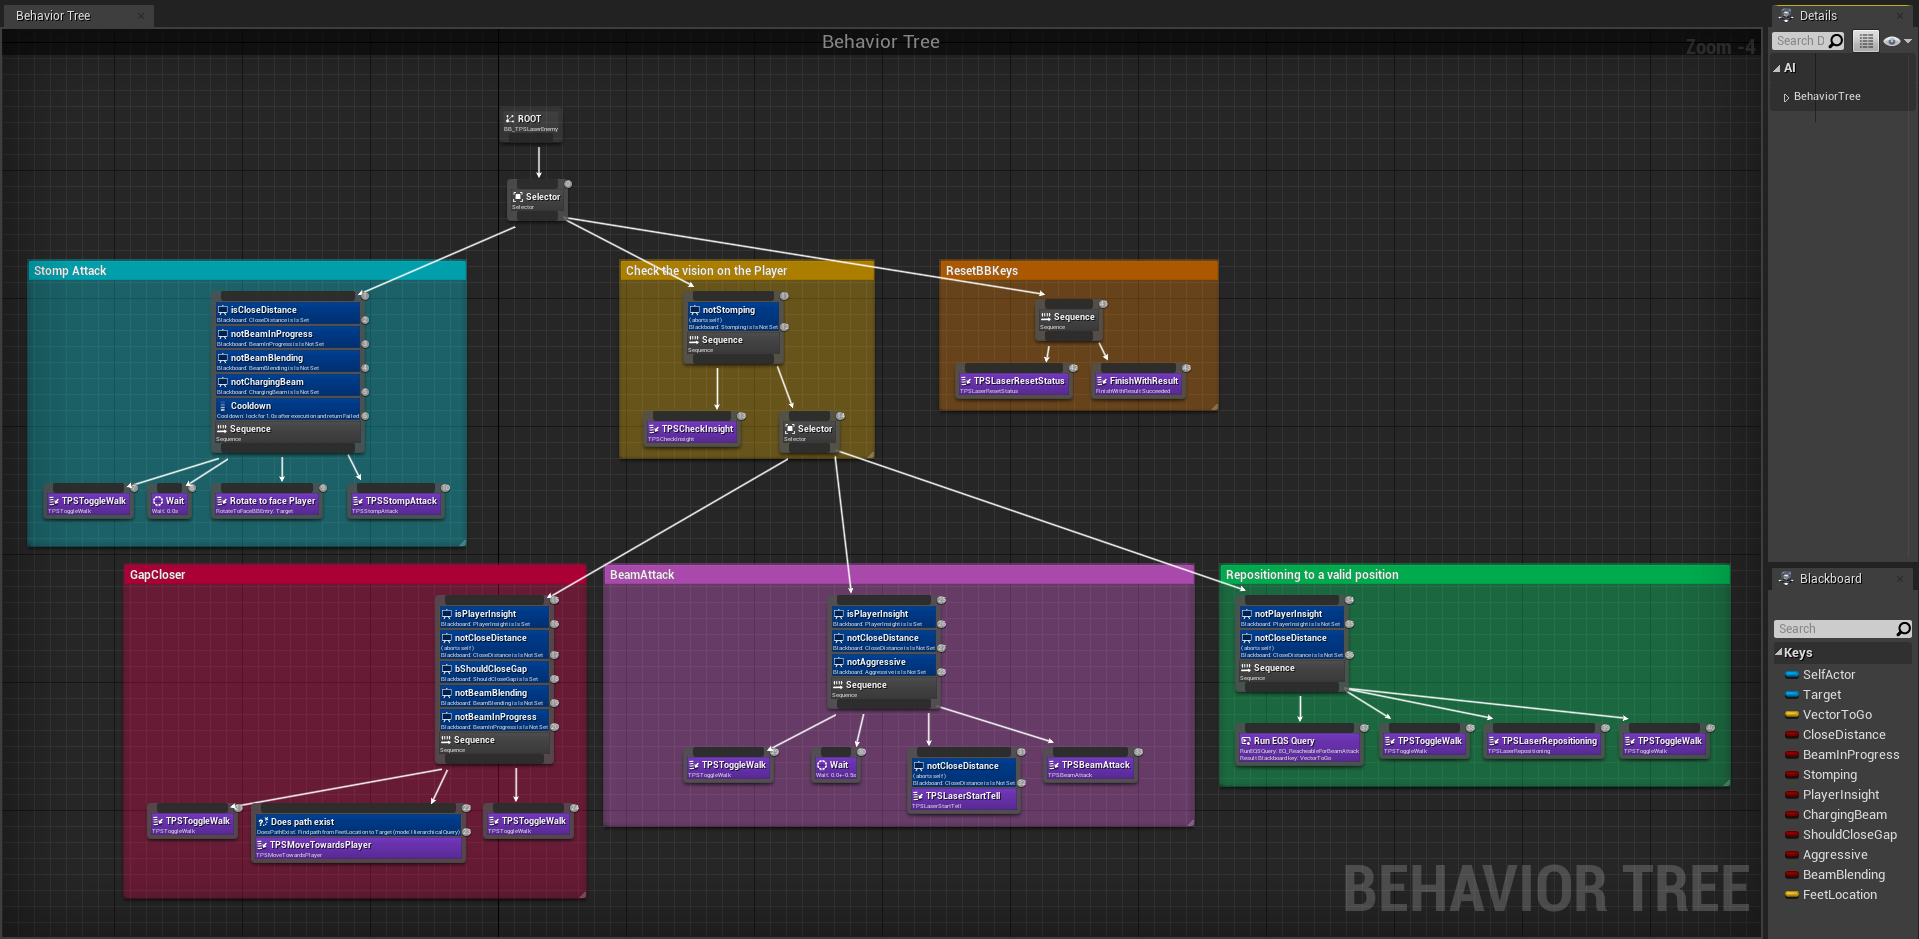 Behavior Tree
Behavior Tree
Zoom -4
ROOT
BB_TPSLaserEnemy
Selector
Selector
Stomp Attack
isCloseDistance
Blackboard: CloseDistance is Is Set
notBeamInProgress
Blackboard: BeamInProgress is Is Not Set
notBeamBlending
Blackboard: BeamBlending is Is Not Set
notChargingBeam
Blackboard: ChargingBeam is Is Not Set
Cooldown
Cooldown: lock for 1.0s after execution and return Failed
Sequence
Sequence
TPSToggleWalk
TPSToggleWalk
Wait
Wait: 0.0s
Rotate to face Player
RotateToFaceBBEntry: Target
TPSStompAttack
TPSStompAttack
Check the vision on the Player
notStomping
(aborts self)
Blackboard: Stomping is Is Not Set
Sequence
Sequence
TPSCheckInsight
TPSCheckInsight
Selector
Selector
ResetBBKeys
Sequence
Sequence
TPSLaserResetStatus
TPSLaserResetStatus
FinishWithResult
FinishWithResult: Succeeded
GapCloser
isPlayerInsight
Blackboard: PlayerInsight is Is Set
notCloseDistance
(aborts self)
Blackboard: CloseDistance is Is Not Set
bShouldCloseGap
Blackboard: ShouldCloseGap is Is Set
notBeamBlending
Blackboard: BeamBlending is Is Not Set
notBeamInProgress
Blackboard: BeamInProgress is Is Not Set
Sequence
Sequence
TPSToggleWalk
TPSToggleWalk
Does path exist
DoesPathExist: Find path from FeetLocation to Target (mode:HierarchicalQuery)
TPSMoveTowardsPlayer
TPSMoveTowardsPlayer
TPSToggleWalk
TPSToggleWalk
BeamAttack
isPlayerInsight
Blackboard: PlayerInsight is Is Set
notCloseDistance
Blackboard: CloseDistance is Is Not Set
notAggressive
Blackboard: Aggressive is Is Not Set
Sequence
Sequence
TPSToggleWalk
TPSToggleWalk
Wait
Wait: 0.0+-0.5s
notCloseDistance
(aborts self)
Blackboard: CloseDistance is Is Not Set
TPSLaserStartTell
TPSLaserStartTell
TPSBeamAttack
TPSBeamAttack
Repositioning to a valid position
notPlayerInsight
Blackboard: PlayerInsight is Is Not Set
notCloseDistance
(aborts self)
Blackboard: CloseDistance is Is Not Set
Sequence
Sequence
Run EQS Query
RunEQSQuery: EQ_ReachableForBeamAttack
Result Blackboard key: VectorToGo
TPSToggleWalk
TPSToggleWalk
TPSLaserRepositioning
TPSLaserRepositioning
TPSToggleWalk
TPSToggleWalk
BEHAVIOR TREE
Details
Search D
AI
BehaviorTree
Blackboard
Search
Keys
SelfActor
Target
VectorToGo
CloseDistance
BeamInProgress
Stomping
PlayerInsight
ChargingBeam
ShouldCloseGap
Aggressive
BeamBlending
FeetLocation